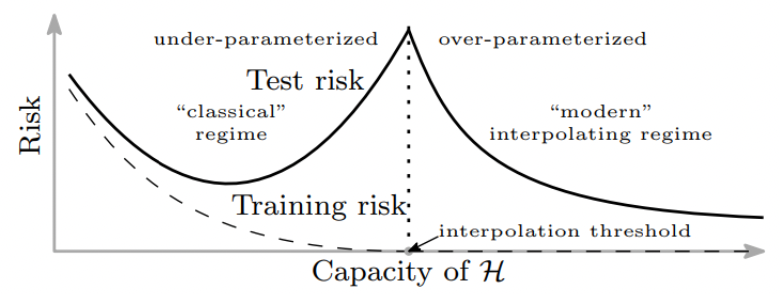 under-parameterized
over-parameterized
Test risk
“classical”
regime
“modern”
interpolating regime
Risk
Training risk
interpolation threshold
Capacity of ℋ